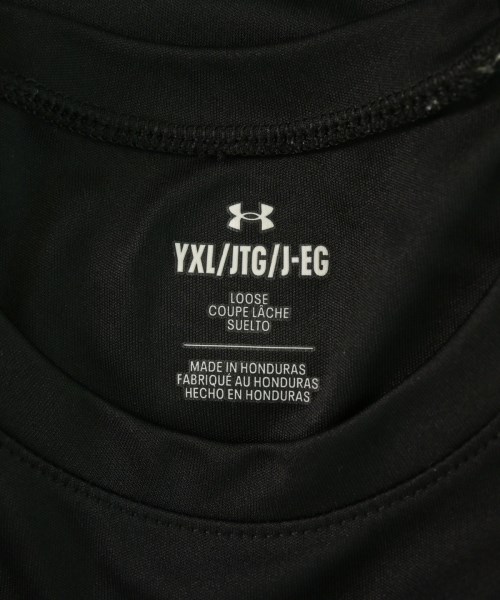 YXL/JTG/J-EG
LOOSE
COUPE LÂCHE
SUELTO
MADE IN HONDURAS
FABRIQUÉ AU HONDURAS
HECHO EN HONDURAS